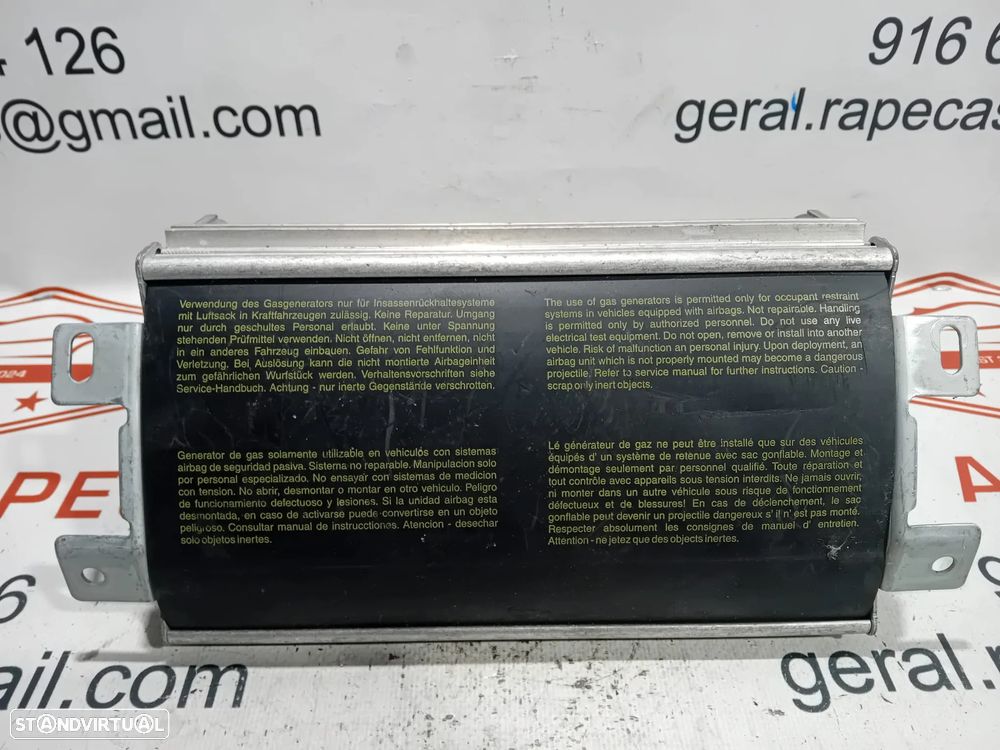 126
916 6
@gmail.com
geral.rapecas
Verwendung des Gasgenerators nur für Insassenrückhaltesysteme
mit Luftsack in Kraftfahrzeugen zulässig. Keine Reparatur. Umgang
nur durch geschultes Personal erlaubt. Keine unter Spannung
stehenden Prüfmittel verwenden. Nicht öffnen, nicht entfernen, nicht
in ein anderes Fahrzeug einbauen. Gefahr von Fehlfunktion und
Verletzung. Bei Auslösung kann die nicht montierte Airbageinheit
zum gefährlichen Wurfstück werden. Verhaltensvorschriften siehe
Service-Handbuch. Achtung - nur inerte Gegenstände verschrotten.
The use of gas generators is permitted only for occupant restraint
systems in vehicles equipped with airbags. Not repairable. Handling
is permitted only by authorized personnel. Do not use any live
electrical test equipment. Do not open, remove or install into another
vehicle. Risk of malfunction an personal injury. Upon deployment, an
airbag unit which is not properly mounted may become a dangerous
projectile. Refer to service manual for further instructions. Caution -
scrap only inert objects.
Generator de gas solamente utilizable en vehiculos con sistemas
airbag de seguridad pasiva. Sistema no reparable. Manipulacion solo
por personal especializado. No ensayar con sistemas de medicion
con tension. No abrir, desmontar o montar en otro vehiculo. Peligro
de funcionamiento defectuoso y lesiones. Si la unidad airbag esta
desmontada, en caso de activarse puede convertirse en un objeto
peligroso. Consultar manual de instrucctiones. Atencion - desechar
solo objetos inertes.
Lé générateur de gaz ne peut être installé que sur des véhicules
équipés d' un système de retenue avec sac gonflable. Montage et
démontage seulement par personnel qualifié. Toute réparation et
tout contrôle avec appareils sous tension interdits. Ne jamais ouvrir,
ni monter dans un autre véhicule sous risque de fonctionnement
défectueux et de blessures! En cas de déclenchement, le sac
gonflable peut devenir un projectile dangereux s' il n' est pas monté.
Respecter absolument les consignes de manuel d' entretien.
Attention - ne jetez que des objects inertes.
2024
APE
A
916
ail.com
geral.ra
STANDVIRTUAL